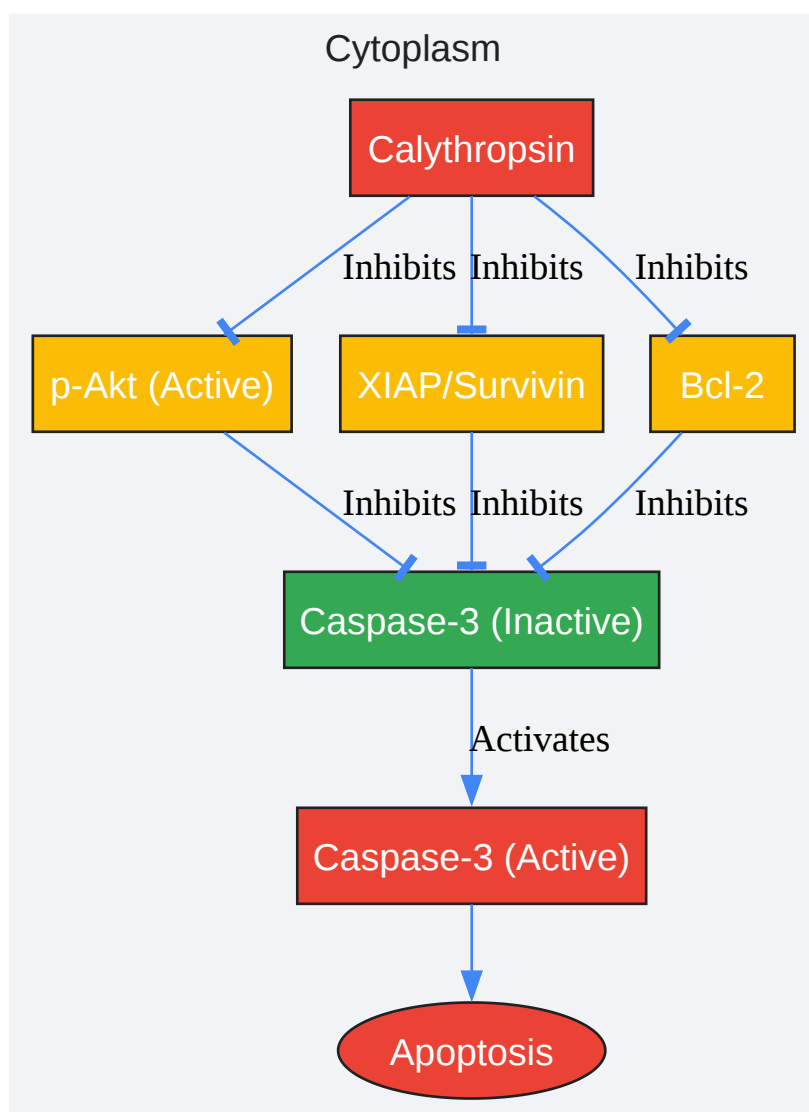 Cytoplasm
Calythropsin
Inhibits Inhibits Inhibits
p-Akt (Active) XIAP/Survivin Bcl-2
Inhibits Inhibits Inhibits
Caspase-3 (Inactive)
Activates
Caspase-3 (Active)
Apoptosis